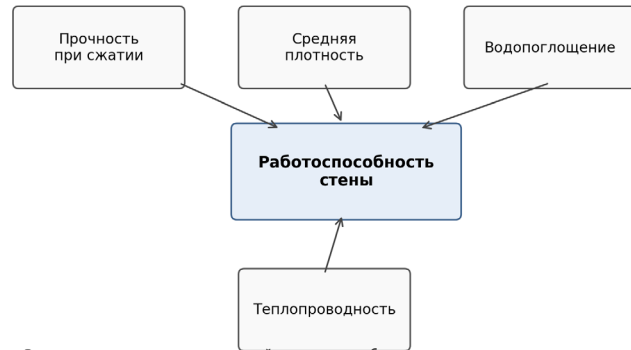 Прочность
при сжатии
Средняя
плотность
Водопоглощение
Работоспособность
стены
Теплопроводность